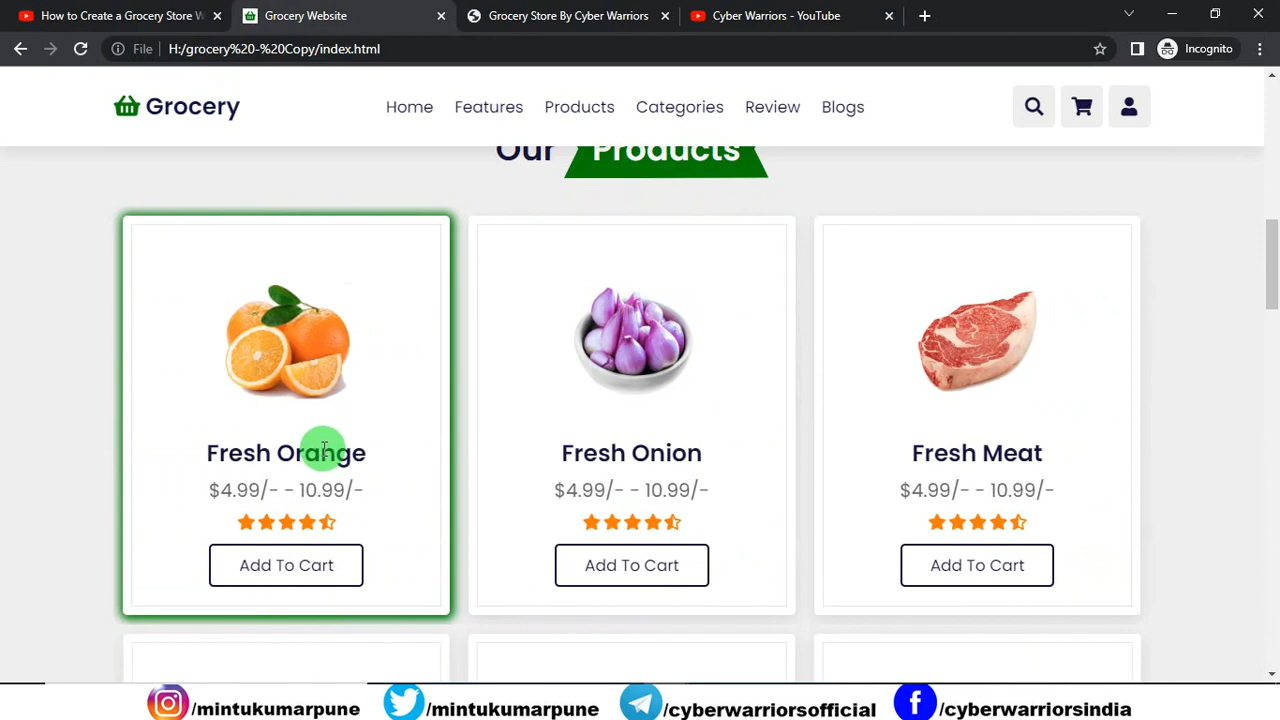 How to Create a Grocery Store W
Grocery Website
Grocery Store By Cyber Warriors
Cyber Warriors - YouTube
File
H:/grocery%20-%20Copy/index.html
Incognito
Grocery
Home
Features
Products
Categories
Review
Blogs
Our Products
Fresh Orange
$4.99/- - 10.99/-
Add To Cart
Fresh Onion
$4.99/- - 10.99/-
Add To Cart
Fresh Meat
$4.99/- - 10.99/-
Add To Cart
/mintukumarpune
/mintukumarpune
/cyberwarriorsofficial
/cyberwarriorsindia